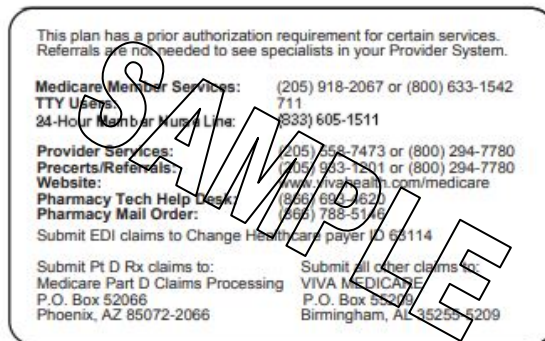 This plan has a prior authorization requirement for certain services.
Referrals are not needed to see specialists in your Provider System.
Medicare Member Services: (205) 918-2067 or (800) 633-1542
TTY Users: 711
24-Hour Member Nurse Line: (833) 605-1511
Provider Services: (205) 558-7473 or (800) 294-7780
Precerts/Referrals: (205) 933-1201 or (800) 294-7780
Website: www.vivahealth.com/medicare
Pharmacy Tech Help Desk: (866) 693-4620
Pharmacy Mail Order: (866) 788-5146
Submit EDI claims to Change Healthcare payer ID 63114
Submit Pt D Rx claims to:
Medicare Part D Claims Processing
P.O. Box 52066
Phoenix, AZ 85072-2066
Submit all other claims to:
VIVA MEDICARE
P.O. Box 55209
Birmingham, AL 35255-5209
SAMPLE